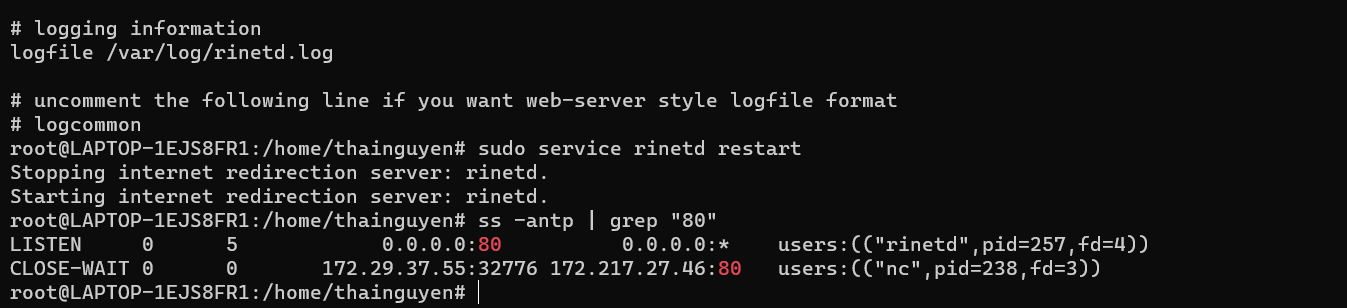 # logging information
logfile /var/log/rinetd.log
# uncomment the following line if you want web-server style logfile format
# logcommon
root@LAPTOP-1EJS8FR1:/home/thainguyen# sudo service rinetd restart
Stopping internet redirection server: rinetd.
Starting internet redirection server: rinetd.
root@LAPTOP-1EJS8FR1:/home/thainguyen# ss -antp | grep "80"
LISTEN     0      5            0.0.0.0:80          0.0.0.0:*    users:(("rinetd",pid=257,fd=4))
CLOSE-WAIT 0      0       172.29.37.55:32776 172.217.27.46:80   users:(("nc",pid=238,fd=3))
root@LAPTOP-1EJS8FR1:/home/thainguyen#